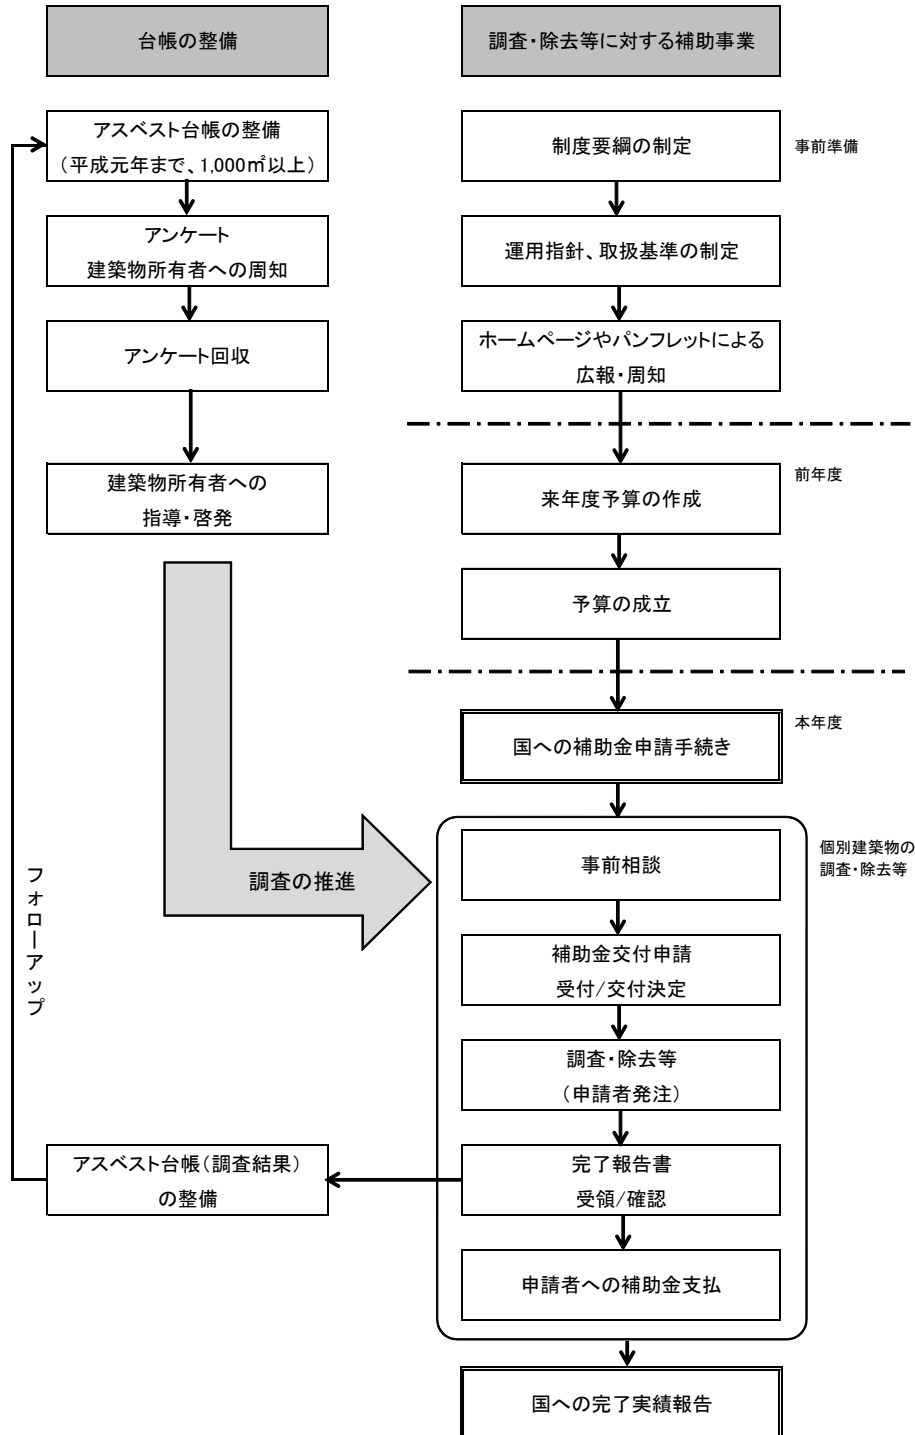 台帳の整備
アスベスト台帳の整備
（平成元年まで、1,000㎡以上）
アンケート
建築物所有者への周知
アンケート回収
建築物所有者への
指導・啓発
調査の推進
フォローアップ
アスベスト台帳（調査結果）
の整備
調査・除去等に対する補助事業
制度要綱の制定
事前準備
運用指針、取扱基準の制定
ホームページやパンフレットによる
広報・周知
来年度予算の作成
前年度
予算の成立
国への補助金申請手続き
本年度
事前相談
個別建築物の
調査・除去等
補助金交付申請
受付/交付決定
調査・除去等
（申請者発注）
完了報告書
受領/確認
申請者への補助金支払
国への完了実績報告